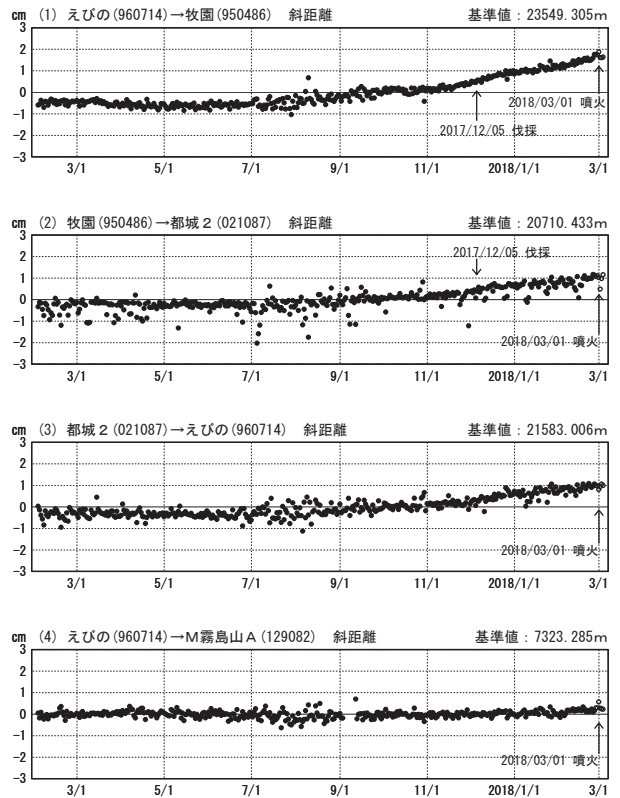 cm (1) えびの(960714)→牧園(950486) 斜距離 基準値：23549.305m
3
2
1
0
-1
-2
-3
2018/03/01 噴火
2017/12/05 伐採
3/1 5/1 7/1 9/1 11/1 2018/1/1 3/1
cm (2) 牧園(950486)→都城２(021087) 斜距離 基準値：20710.433m
3
2
1
0
-1
-2
-3
2017/12/05 伐採
2018/03/01 噴火
3/1 5/1 7/1 9/1 11/1 2018/1/1 3/1
cm (3) 都城２(021087)→えびの(960714) 斜距離 基準値：21583.006m
3
2
1
0
-1
-2
-3
2018/03/01 噴火
3/1 5/1 7/1 9/1 11/1 2018/1/1 3/1
cm (4) えびの(960714)→Ｍ霧島山Ａ(129082) 斜距離 基準値：7323.285m
3
2
1
0
-1
-2
-3
2018/03/01 噴火
3/1 5/1 7/1 9/1 11/1 2018/1/1 3/1